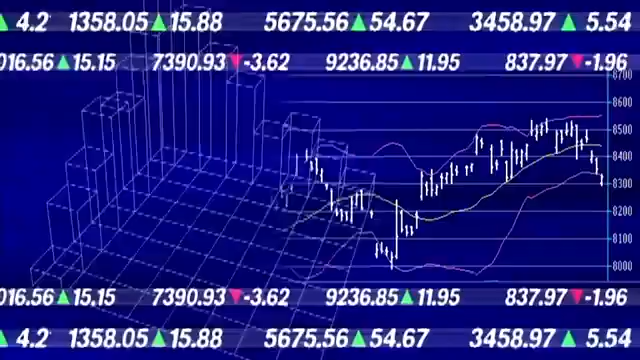 4.2 1358.05 ▲ 15.88 5675.56 ▲ 54.67 3458.97 ▲ 5.54
016.56 ▲ 15.15 7390.93 ▼ -3.62 9236.85 ▲ 11.95 837.97 ▼ -1.96
8700
8600
8500
8400
8300
8200
8100
8000
016.56 ▲ 15.15 7390.93 ▼ -3.62 9236.85 ▲ 11.95 837.97 ▼ -1.96
4.2 1358.05 ▲ 15.88 5675.56 ▲ 54.67 3458.97 ▲ 5.54